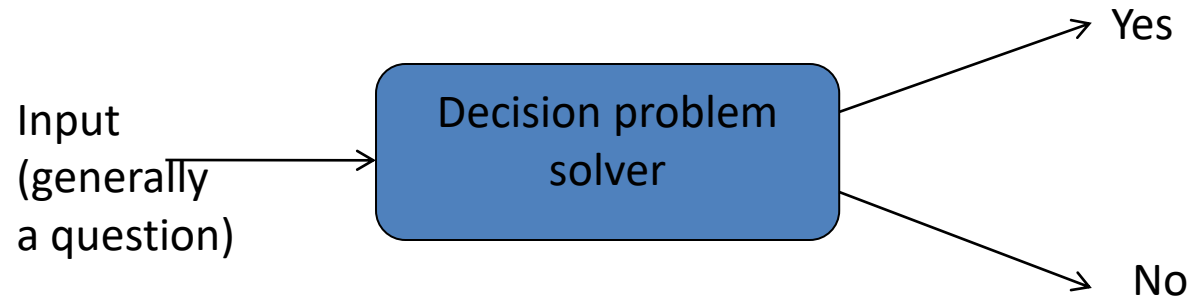 Input
(generally
a question)
Decision problem
solver
Yes
No